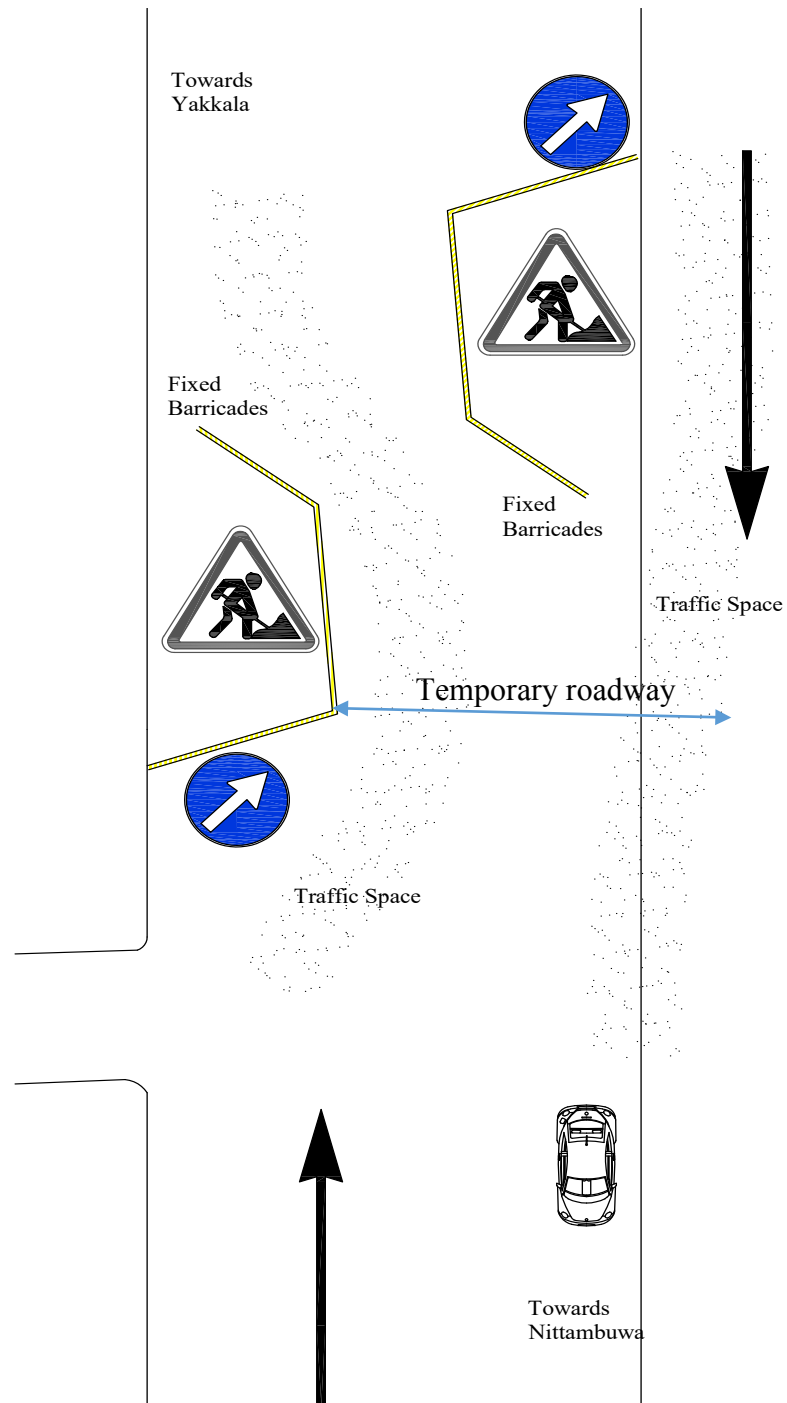 Towards
Yakkala
Fixed
Barricades
Fixed
Barricades
Traffic Space
Temporary roadway
Traffic Space
Towards
Nittambuwa